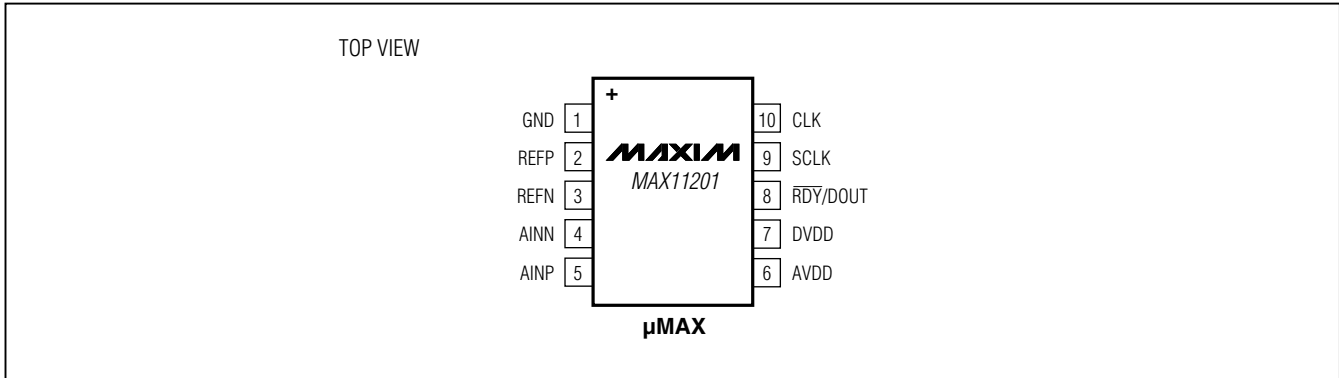 TOP VIEW
+
GND 1
REFP 2
REFN 3
AINN 4
AINP 5
MAXIM
MAX11201
10 CLK
9 SCLK
8 R̅D̅Y̅/DOUT
7 DVDD
6 AVDD
µMAX